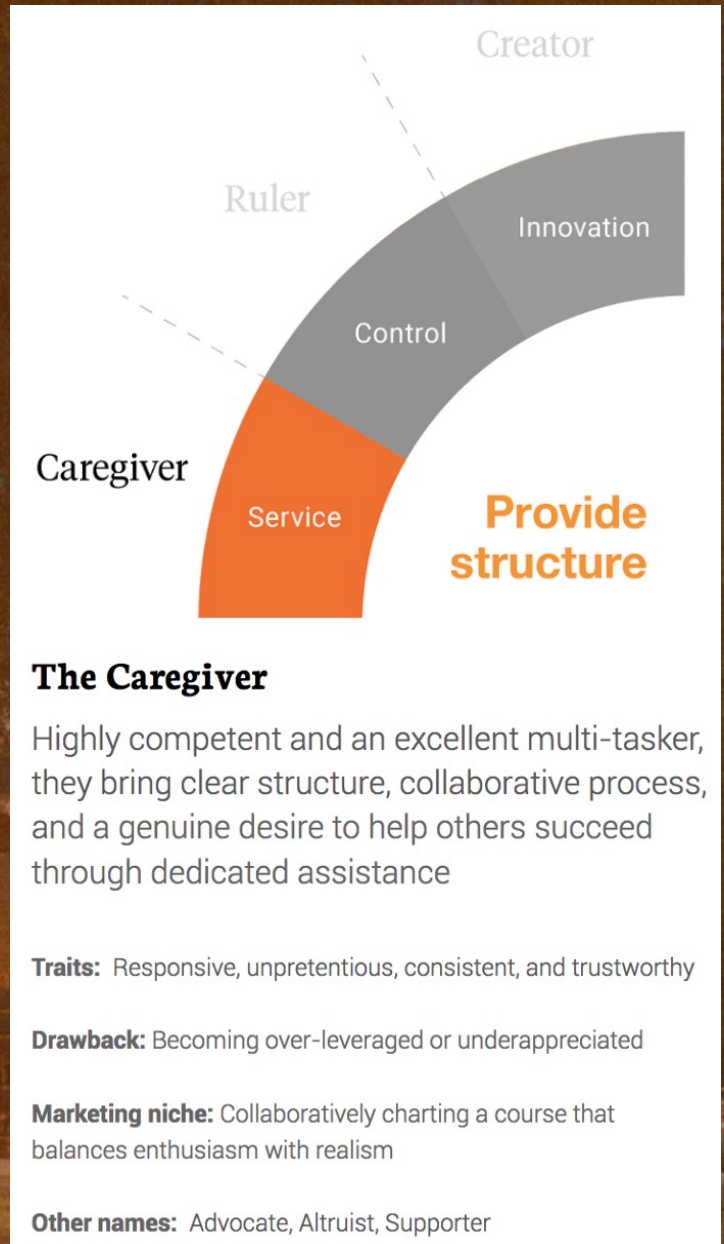 Creator
Ruler
Innovation
Control
Caregiver
Service
Provide
structure
The Caregiver
Highly competent and an excellent multi-tasker,
they bring clear structure, collaborative process,
and a genuine desire to help others succeed
through dedicated assistance
Traits: Responsive, unpretentious, consistent, and trustworthy
Drawback: Becoming over-leveraged or underappreciated
Marketing niche: Collaboratively charting a course that
balances enthusiasm with realism
Other names: Advocate, Altruist, Supporter